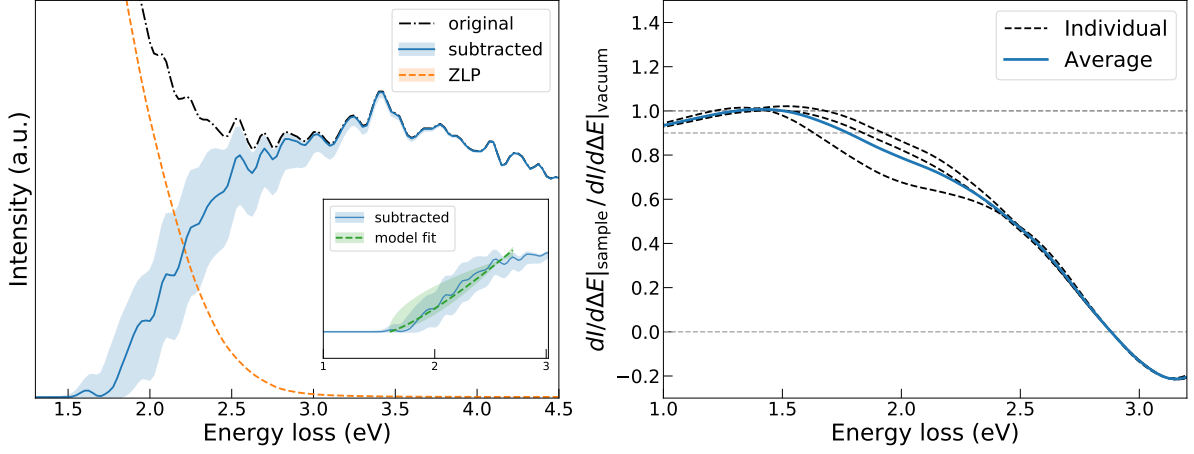 Intensity (a.u.)
original
subtracted
ZLP
subtracted
model fit
1
2
3
1.5 2.0 2.5 3.0 3.5 4.0 4.5
Energy loss (eV)
dI/dΔE|sample / dI/dΔE|vacuum
Individual
Average
1.4
1.2
1.0
0.8
0.6
0.4
0.2
0.0
−0.2
1.0 1.5 2.0 2.5 3.0
Energy loss (eV)